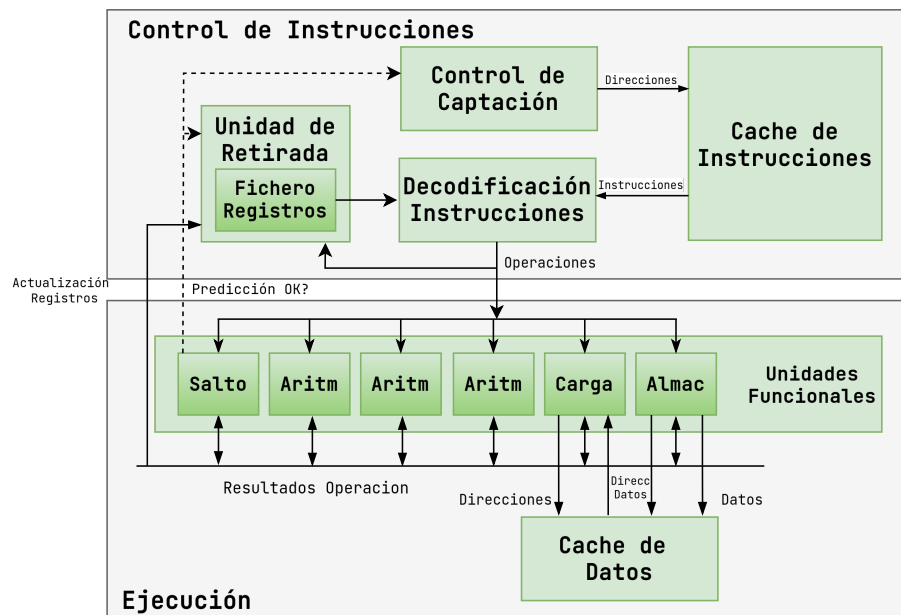 Control de Instrucciones
Control de
Captación
Direcciones
Cache de
Instrucciones
Unidad de
Retirada
Fichero
Registros
Decodificación
Instrucciones
Instrucciones
Operaciones
Actualización
Registros
Predicción OK?
Salto
Aritm
Aritm
Aritm
Carga
Almac
Unidades
Funcionales
Resultados Operacion
Direcciones
Direcc
Datos
Datos
Cache de
Datos
Ejecución